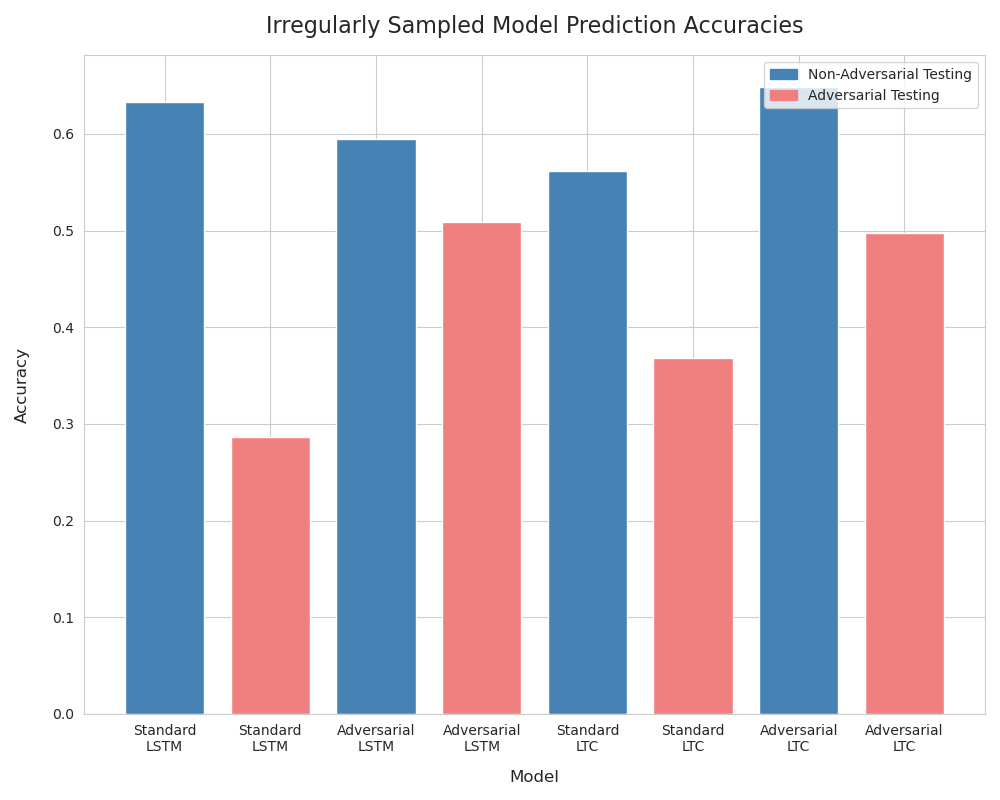 Irregularly Sampled Model Prediction Accuracies
Non-Adversarial Testing
Adversarial Testing
Accuracy
0.6
0.5
0.4
0.3
0.2
0.1
0.0
Standard
LSTM
Standard
LSTM
Adversarial
LSTM
Adversarial
LSTM
Standard
LTC
Standard
LTC
Adversarial
LTC
Adversarial
LTC
Model